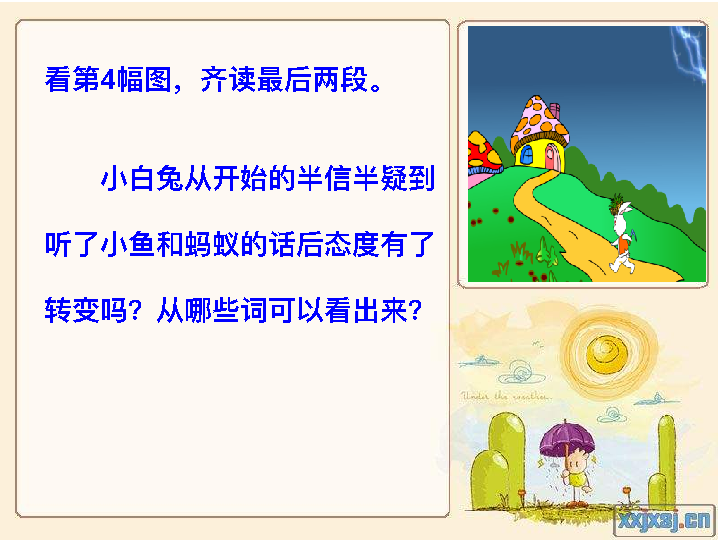 看第4幅图，齐读最后两段。
小白兔从开始的半信半疑到
听了小鱼和蚂蚁的话后态度有了
转变吗？从哪些词可以看出来？
Under the weather..
xxjxsj.cn